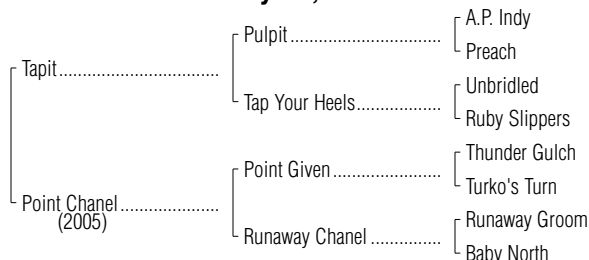 A.P. Indy
Pulpit
Preach
Tapit
Unbridled
Tap Your Heels
Ruby Slippers
Thunder Gulch
Point Given
Turko's Turn
Point Chanel
(2005)
Runaway Groom
Runaway Chanel
Baby North